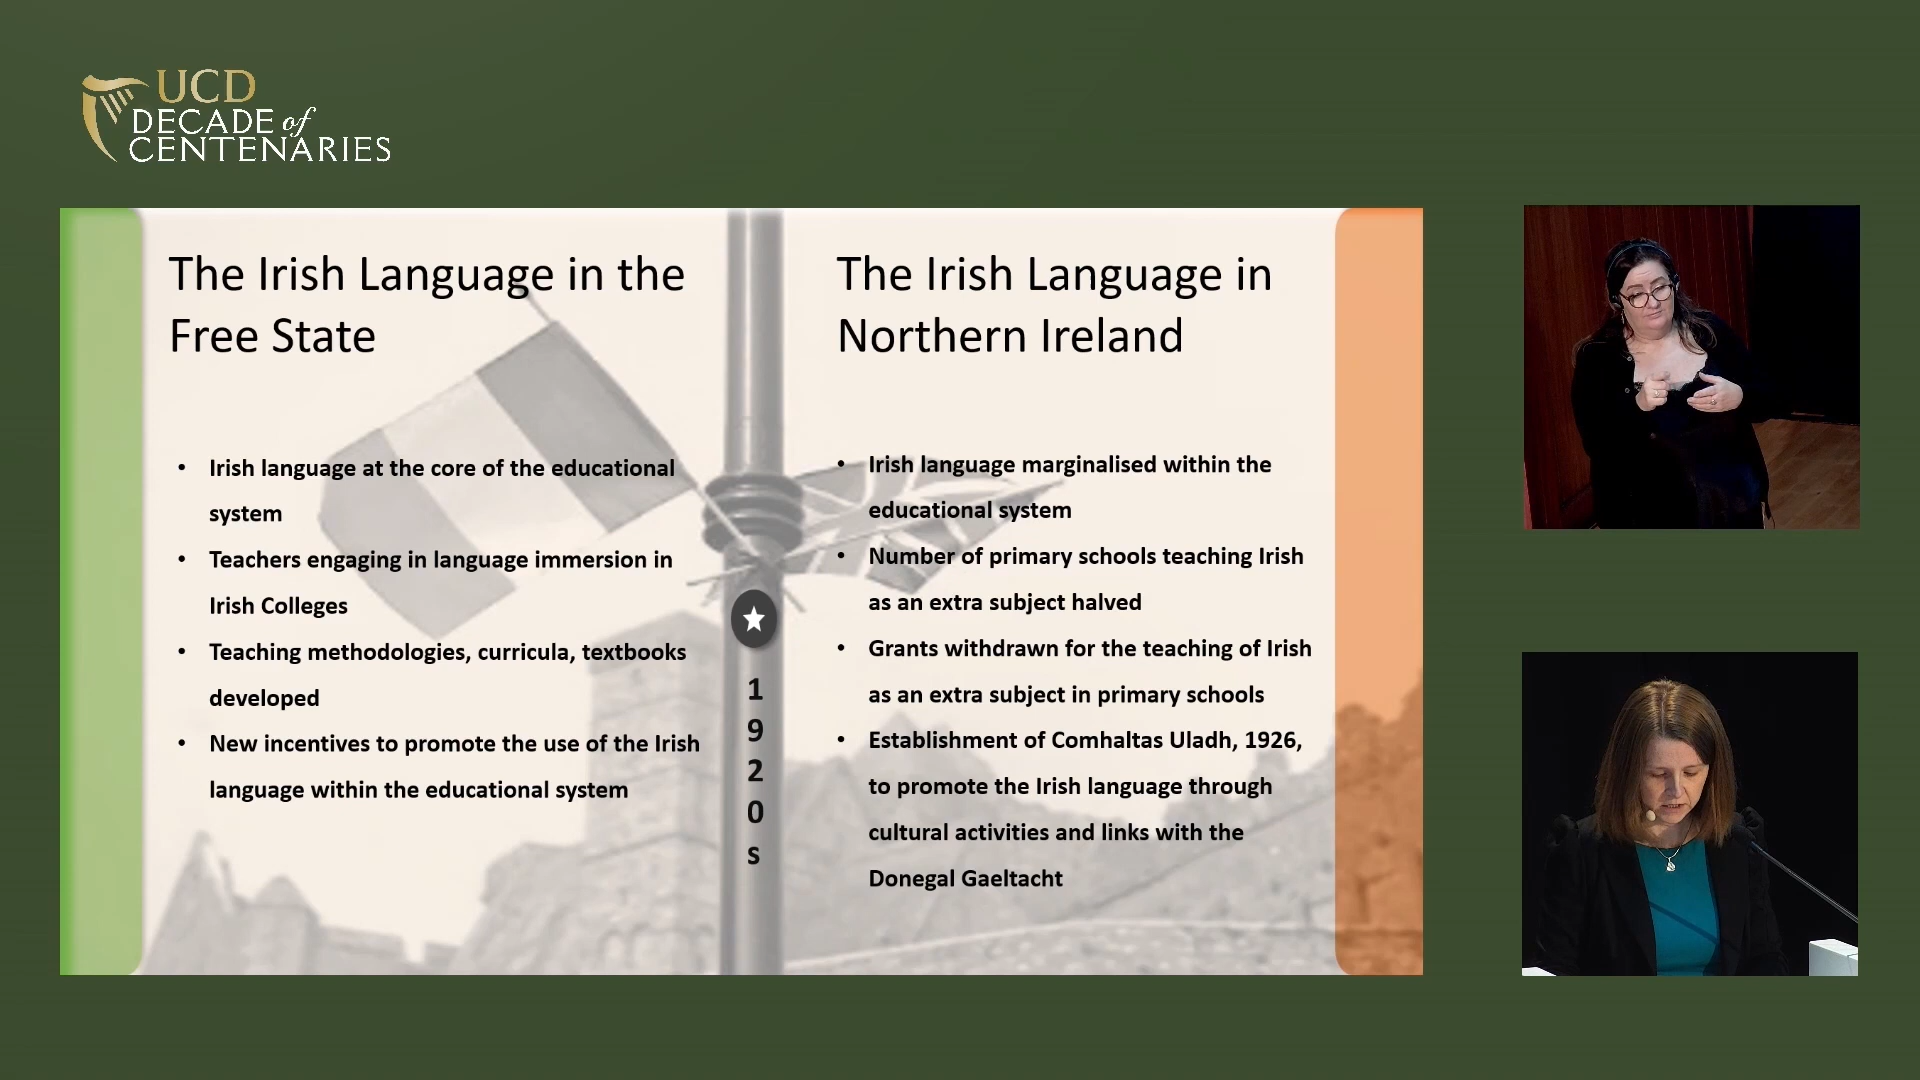 UCD
DECADE of
CENTENARIES
The Irish Language in the
Free State
• Irish language at the core of the educational
system
• Teachers engaging in language immersion in
Irish Colleges
• Teaching methodologies, curricula, textbooks
developed
• New incentives to promote the use of the Irish
language within the educational system
1
9
2
0
s
The Irish Language in
Northern Ireland
• Irish language marginalised within the
educational system
• Number of primary schools teaching Irish
as an extra subject halved
• Grants withdrawn for the teaching of Irish
as an extra subject in primary schools
• Establishment of Comhaltas Uladh, 1926,
to promote the Irish language through
cultural activities and links with the
Donegal Gaeltacht